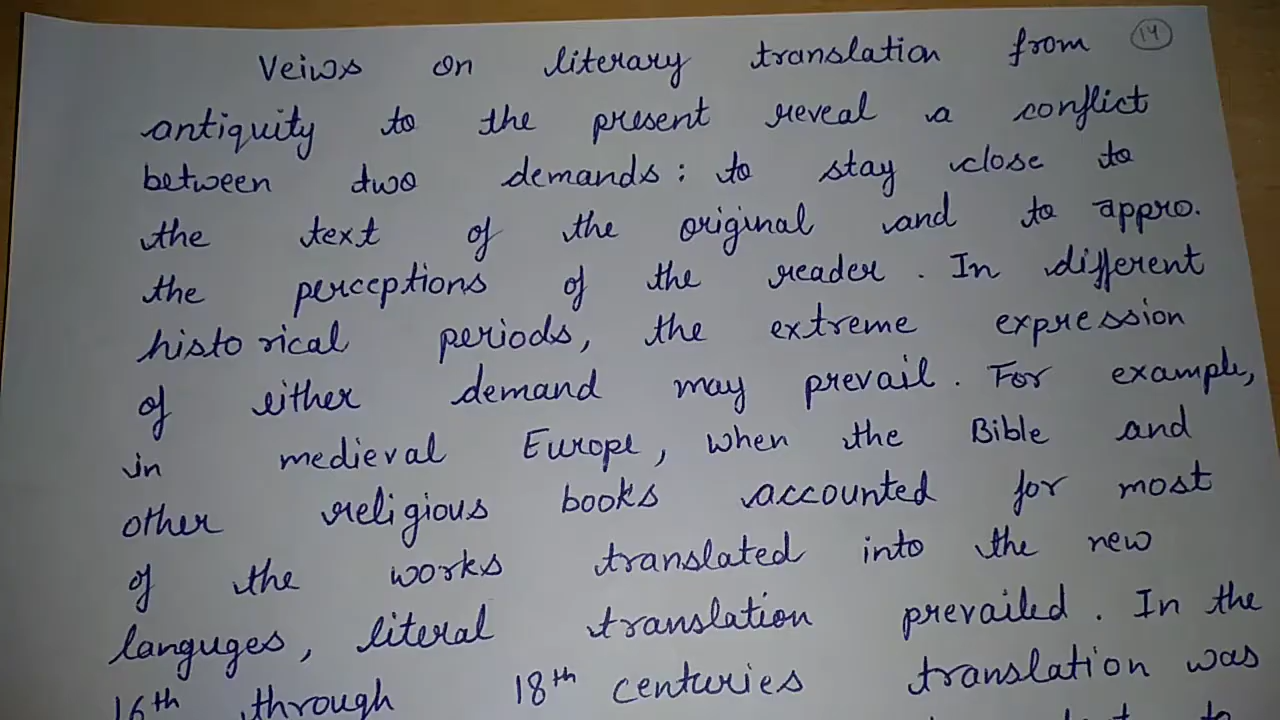 14
Veiws on literary translation from
antiquity to the present reveal a conflict
between two demands: to stay close to
the text of the original and to appro.
the perceptions of the reader. In different
historical periods, the extreme expression
of either demand may prevail. For example,
in medieval Europe, when the Bible and
other religious books accounted for most
of the works translated into the new
languges, literal translation prevailed. In the
16th through 18th centuries translation was
to